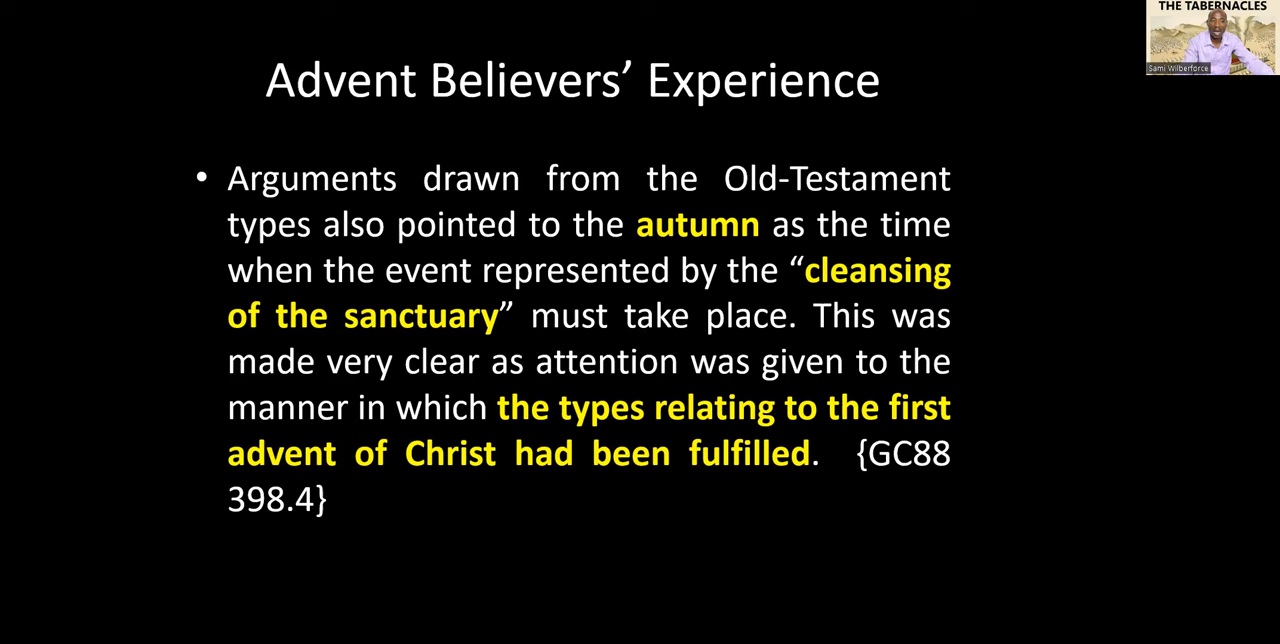 THE TABERNACLES
Sami Wilberforce
Advent Believers’ Experience
• Arguments drawn from the Old-Testament
types also pointed to the autumn as the time
when the event represented by the “cleansing
of the sanctuary” must take place. This was
made very clear as attention was given to the
manner in which the types relating to the first
advent of Christ had been fulfilled. {GC88
398.4}